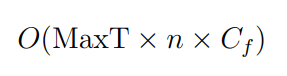 O(MaxT × n × C_f)